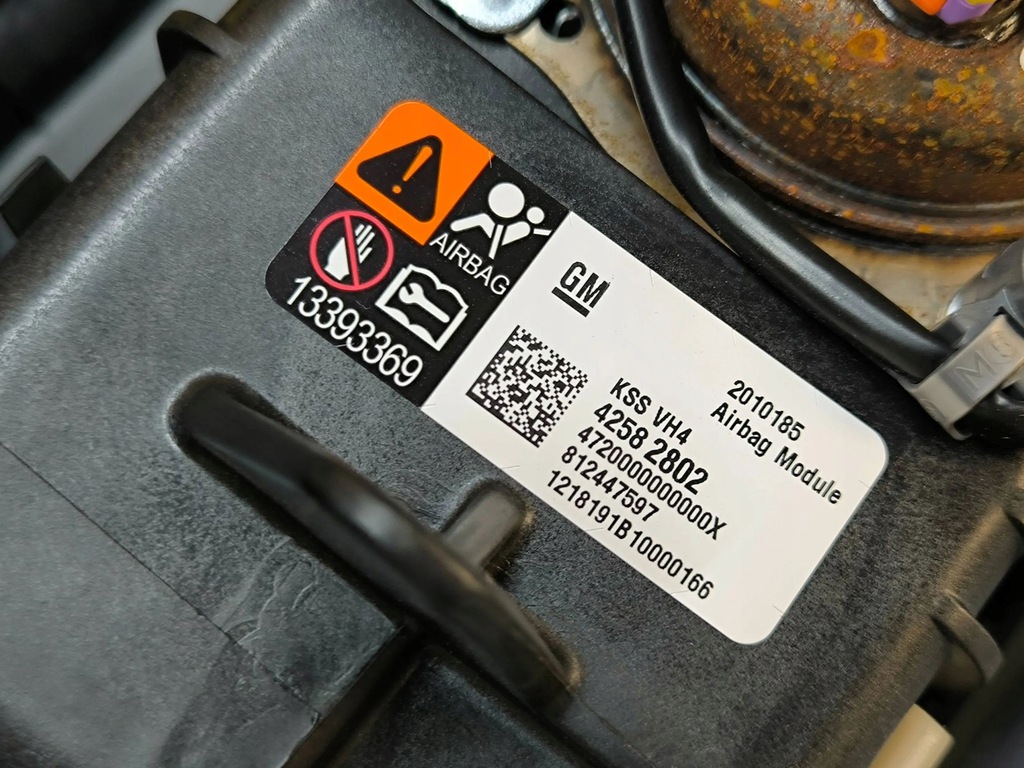 AIRBAG
13393369
GM
2010185
Airbag Module
KSS VH4
4258 2802
472000000000X
812447597
1218191B10000166